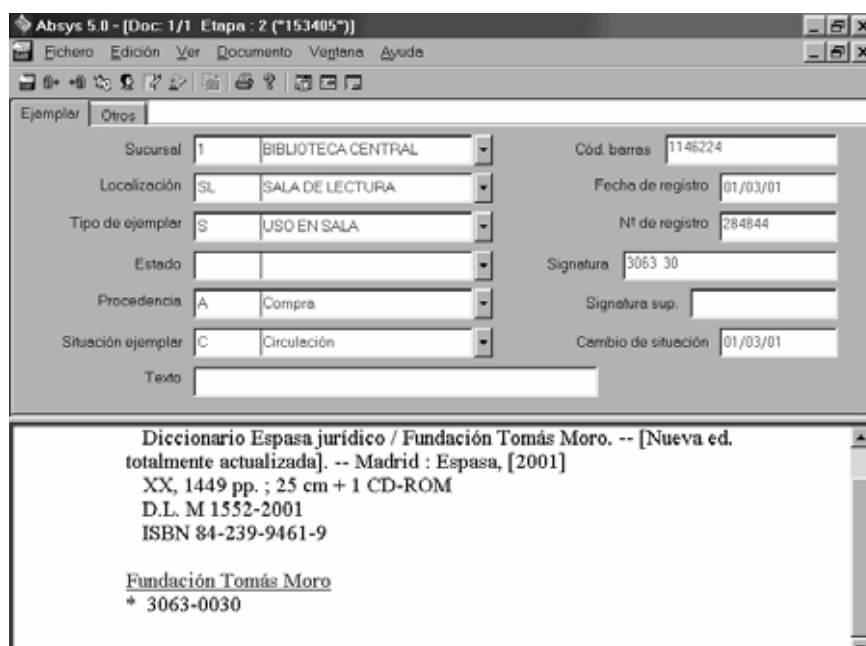 Absys 5.0 - [Doc: 1/1 Etapa : 2 ("153405")]
Fichero Edición Ver Documento Ventana Ayuda
Ejemplar Otros
Sucursal 1 BIBLIOTECA CENTRAL Cód. barras 1146224
Localización SL SALA DE LECTURA Fecha de registro 01/03/01
Tipo de ejemplar S USO EN SALA Nº de registro 284844
Estado Signatura 3063 30
Procedencia A Compra Signatura sup.
Situación ejemplar C Circulación Cambio de situación 01/03/01
Texto
Diccionario Espasa jurídico / Fundación Tomás Moro. -- [Nueva ed.
totalmente actualizada]. -- Madrid : Espasa, [2001]
XX, 1449 pp. ; 25 cm + 1 CD-ROM
D.L. M 1552-2001
ISBN 84-239-9461-9
Fundación Tomás Moro
* 3063-0030